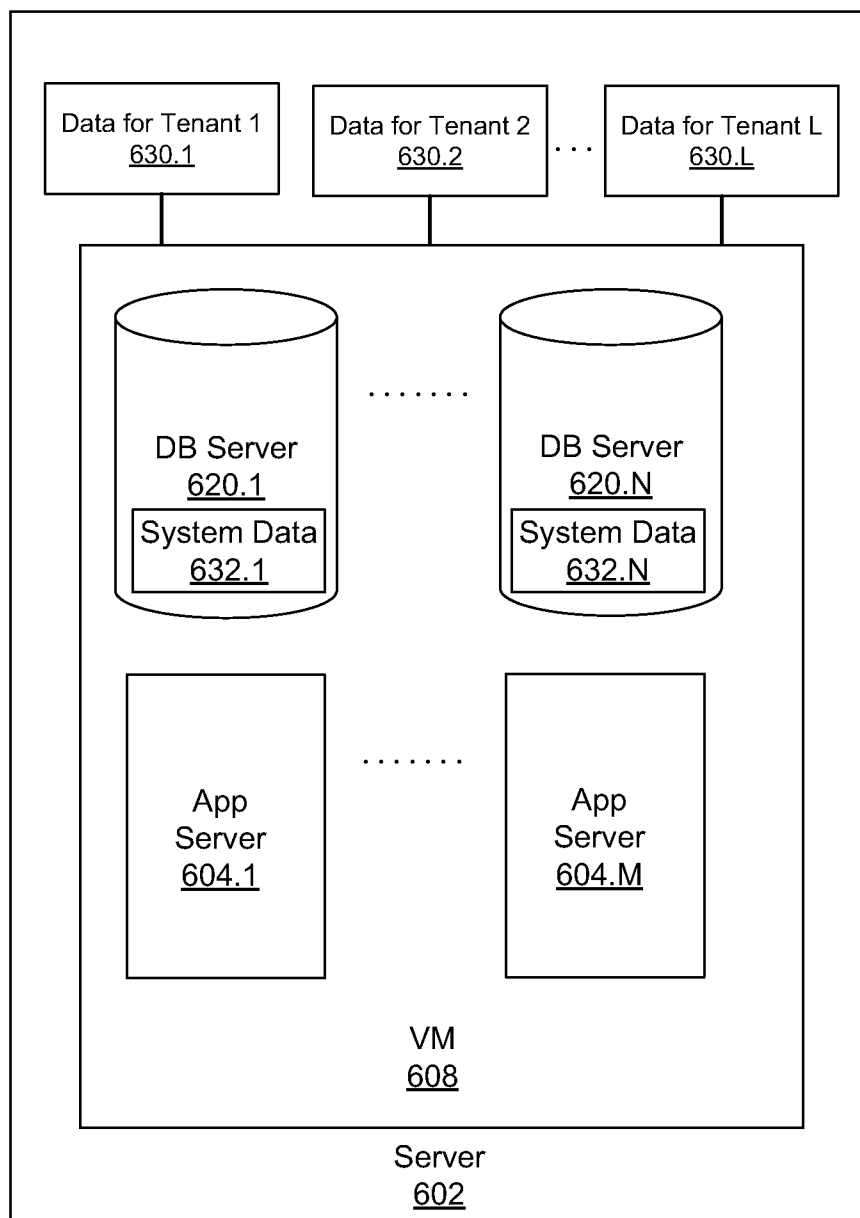 Data for Tenant 1
630.1
Data for Tenant 2
630.2
. . .
Data for Tenant L
630.L
DB Server
620.1
System Data
632.1
. . . . . . .
DB Server
620.N
System Data
632.N
App
Server
604.1
. . . . . . .
App
Server
604.M
VM
608
Server
602